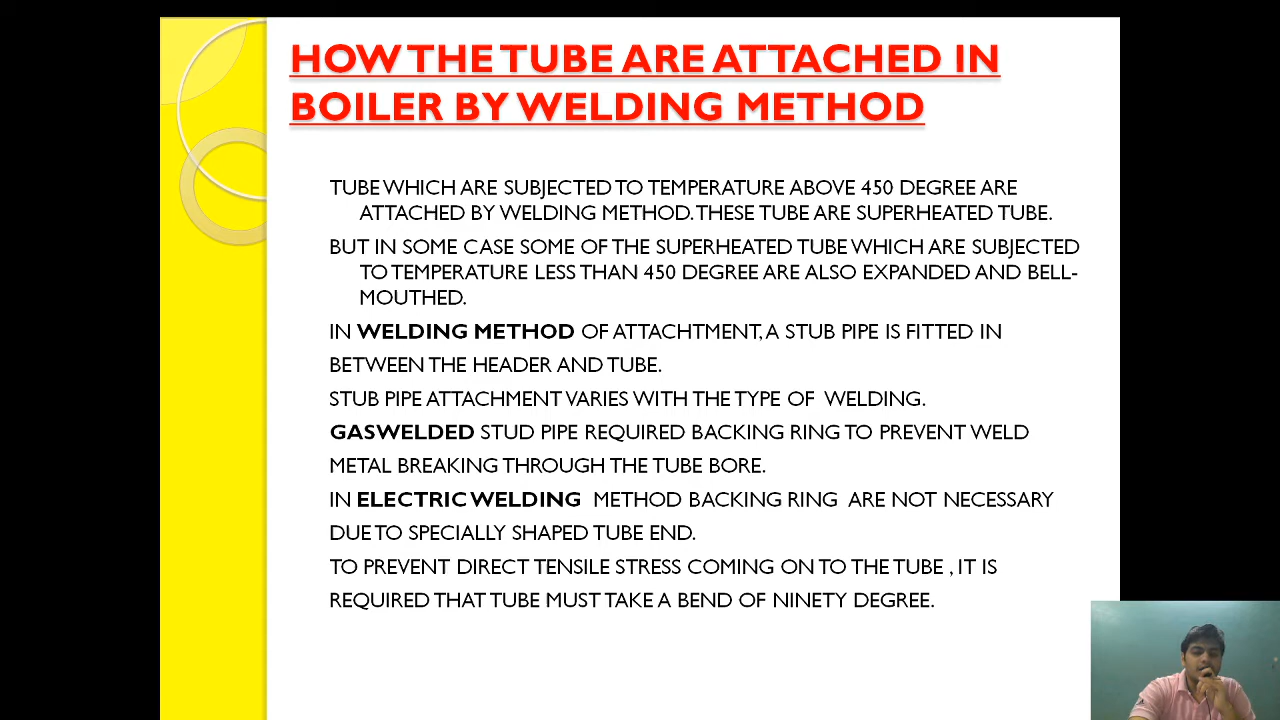 HOW THE TUBE ARE ATTACHED IN
BOILER BY WELDING METHOD
TUBE WHICH ARE SUBJECTED TO TEMPERATURE ABOVE 450 DEGREE ARE
ATTACHED BY WELDING METHOD. THESE TUBE ARE SUPERHEATED TUBE.
BUT IN SOME CASE SOME OF THE SUPERHEATED TUBE WHICH ARE SUBJECTED
TO TEMPERATURE LESS THAN 450 DEGREE ARE ALSO EXPANDED AND BELL-
MOUTHED.
IN WELDING METHOD OF ATTACHTMENT, A STUB PIPE IS FITTED IN
BETWEEN THE HEADER AND TUBE.
STUB PIPE ATTACHMENT VARIES WITH THE TYPE OF WELDING.
GASWELDED STUD PIPE REQUIRED BACKING RING TO PREVENT WELD
METAL BREAKING THROUGH THE TUBE BORE.
IN ELECTRIC WELDING METHOD BACKING RING ARE NOT NECESSARY
DUE TO SPECIALLY SHAPED TUBE END.
TO PREVENT DIRECT TENSILE STRESS COMING ON TO THE TUBE , IT IS
REQUIRED THAT TUBE MUST TAKE A BEND OF NINETY DEGREE.